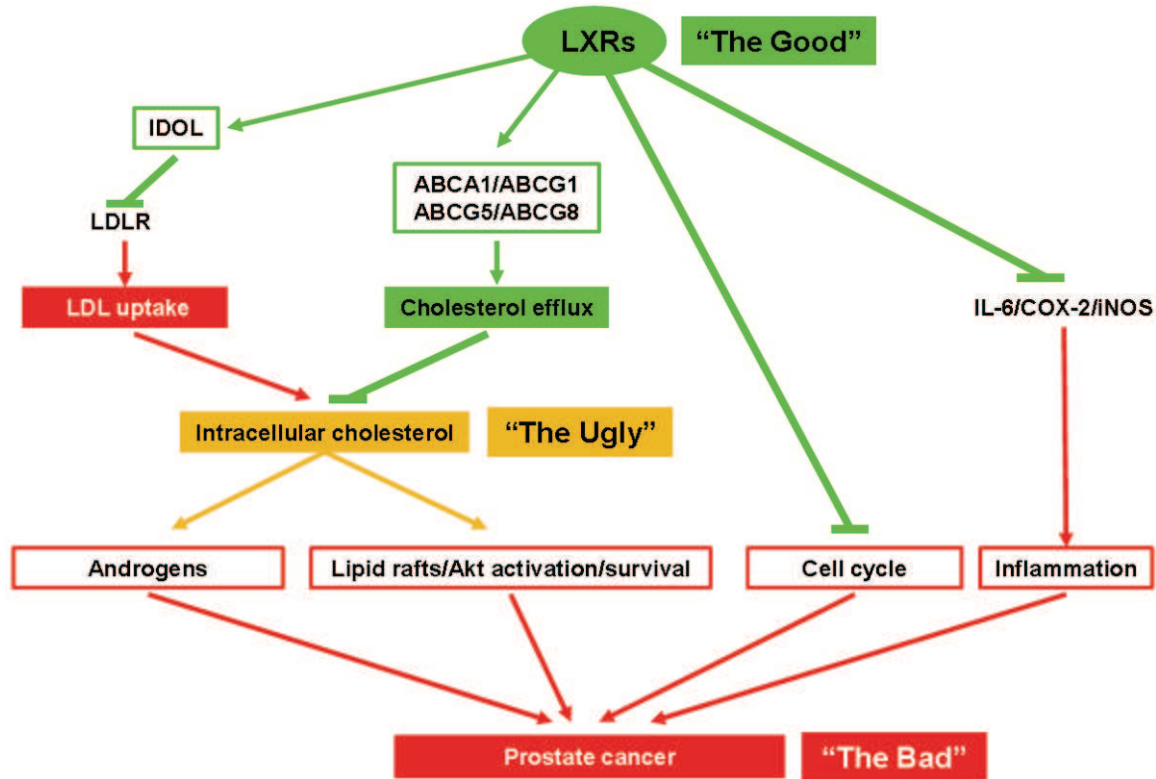 LXRs
“The Good”
IDOL
ABCA1/ABCG1
ABCG5/ABCG8
LDLR
LDL uptake
Cholesterol efflux
IL-6/COX-2/iNOS
Intracellular cholesterol
“The Ugly”
Androgens
Lipid rafts/Akt activation/survival
Cell cycle
Inflammation
Prostate cancer
“The Bad”